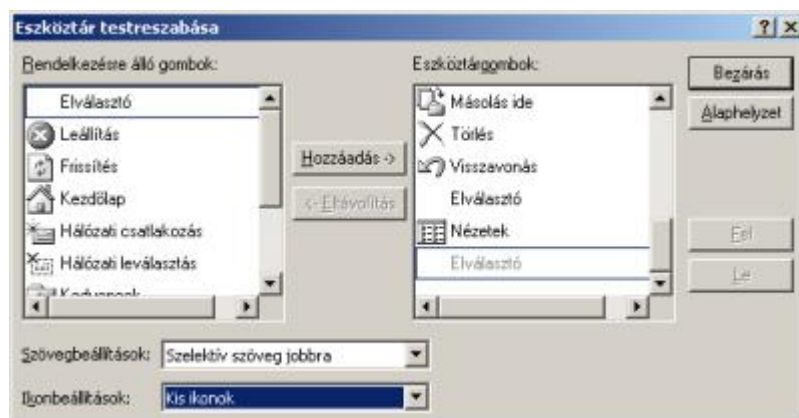 Eszköztár testreszabása
Rendelkezésre álló gombok:
Elválasztó
Leállítás
Frissítés
Kezdőlap
Hálózati csatlakozás
Hálózati leválasztás
Kedvencek
Hozzáadás ->
<- Eltávolítás
Eszköztárgombok:
Másolás ide
Törlés
Visszavonás
Elválasztó
Nézetek
Elválasztó
Bezárás
Alaphelyzet
Fel
Le
Szövegbeállítások: Szelektív szöveg jobbra
Ikonbeállítások: Kis ikonok